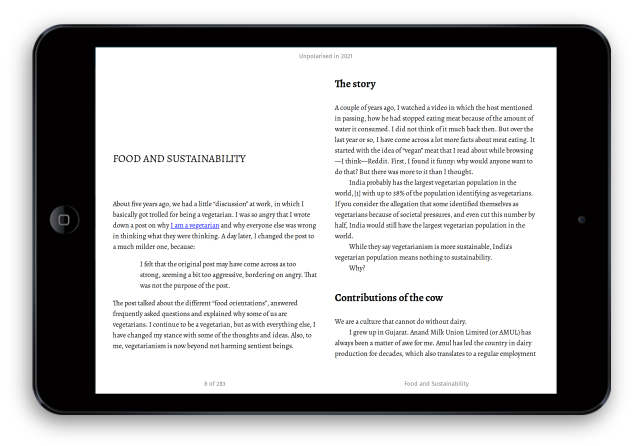 Unpolarised in 2021
FOOD AND SUSTAINABILITY
About five years ago, we had a little “discussion” at work, in which I
basically got trolled for being a vegetarian. I was so angry that I wrote
down a post on why I am a vegetarian and why everyone else was wrong
in thinking what they were thinking. A day later, I changed the post to
a much milder one, because:
I felt that the original post may have come across as too
strong, seeming a bit too aggressive, bordering on angry. That
was not the purpose of the post.
The post talked about the different “food orientations”, answered
frequently asked questions and explained why some of us are
vegetarians. I continue to be a vegetarian, but as with everything else, I
have changed my stance with some of the thoughts and ideas. Also, to
me, vegetarianism is now beyond not harming sentient beings.
8 of 283
The story
A couple of years ago, I watched a video in which the host mentioned
in passing, how he had stopped eating meat because of the amount of
water it consumed. I did not think of it much back then. But over the
last year or so, I have come across a lot more facts about meat eating. It
started with the idea of “vegan” meat that I read about while browsing
—I think—Reddit. First, I found it funny: why would anyone want to
do that? But there was more to it than I thought.
India probably has the largest vegetarian population in the
world, [1] with up to 38% of the population identifying as vegetarians.
If you consider the allegation that some identified themselves as
vegetarians because of societal pressures, and even cut this number by
half, India would still have the largest vegetarian population in the
world.
While they say vegetarianism is more sustainable, India’s
vegetarian population means nothing to sustainability.
Why?
Contributions of the cow
We are a culture that cannot do without dairy.
I grew up in Gujarat. Anand Milk Union Limited (or AMUL) has
always been a matter of awe for me. Amul has led the country in dairy
production for decades, which also translates to a regular employment
Food and Sustainability